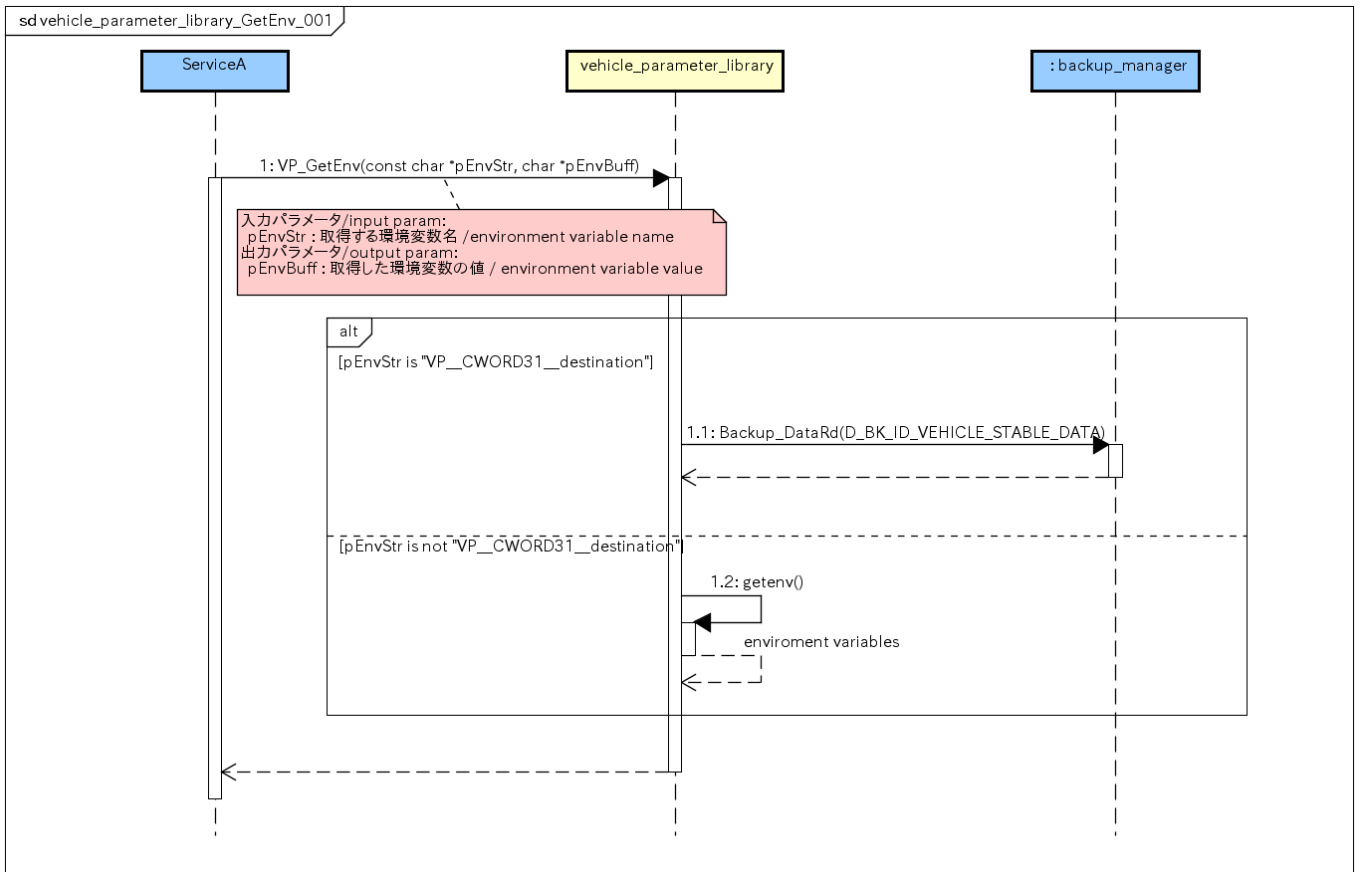 sd vehicle_parameter_library_GetEnv_001
ServiceA
vehicle_parameter_library
: backup_manager
1: VP_GetEnv(const char *pEnvStr, char *pEnvBuff)
入力パラメータ/input param:
pEnvStr : 取得する環境変数名 /environment variable name
出力パラメータ/output param:
pEnvBuff : 取得した環境変数の値 / environment variable value
alt
[pEnvStr is "VP__CWORD31__destination"]
1.1: Backup_DataRd(D_BK_ID_VEHICLE_STABLE_DATA)
[pEnvStr is not "VP__CWORD31__destination"]
1.2: getenv()
enviroment variables